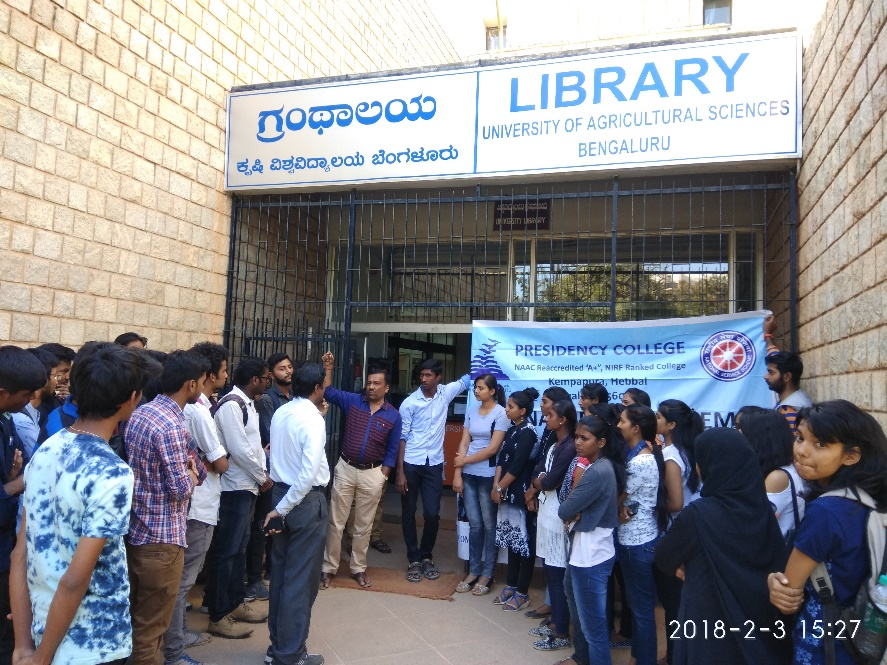 ಗ್ರಂಥಾಲಯ
ಕೃಷಿ ವಿಶ್ವವಿದ್ಯಾಲಯ ಬೆಂಗಳೂರು
LIBRARY
UNIVERSITY OF AGRICULTURAL SCIENCES
BENGALURU
UNIVERSITY LIBRARY
PRESIDENCY COLLEGE
NAAC Reaccredited "A+", NIRF Ranked College
Kempapura, Hebbal
2018-2-3 15:27